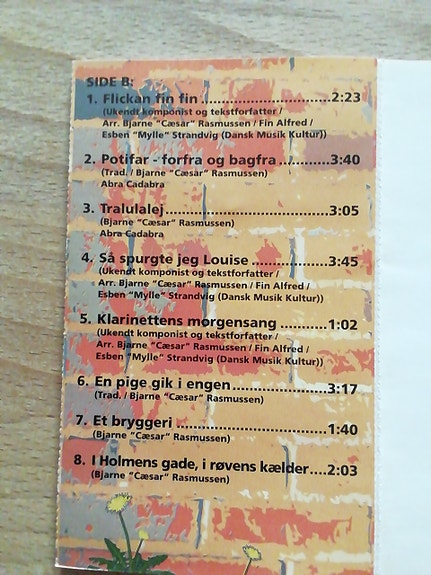 SIDE B:
1. Flickan fin fin..........................2:23
(Ukendt komponist og tekstforfatter /
Arr. Bjarne "Cæsar" Rasmussen / Fin Alfred /
Esben "Mylle" Strandvig (Dansk Musik Kultur))
2. Potifar - forfra og bagfra ..........3:40
(Trad. / Bjarne "Cæsar" Rasmussen)
Abra Cadabra
3. Tralulalej................................3:05
(Bjarne "Cæsar" Rasmussen)
Abra Cadabra
4. Så spurgte jeg Louise ...............3:45
(Ukendt komponist og tekstforfatter /
Arr. Bjarne "Cæsar" Rasmussen / Fin Alfred /
Esben "Mylle" Strandvig (Dansk Musik Kultur))
5. Klarinettens morgensang ..........1:02
(Ukendt komponist og tekstforfatter /
Arr. Bjarne "Cæsar" Rasmussen / Fin Alfred /
Esben "Mylle" Strandvig (Dansk Musik Kultur))
6. En pige gik i engen...................3:17
(Trad. / Bjarne "Cæsar" Rasmussen)
7. Et bryggeri ..............................1:40
(Bjarne "Cæsar" Rasmussen)
8. I Holmens gade, i røvens kælder....2:03
(Bjarne "Cæsar" Rasmussen)